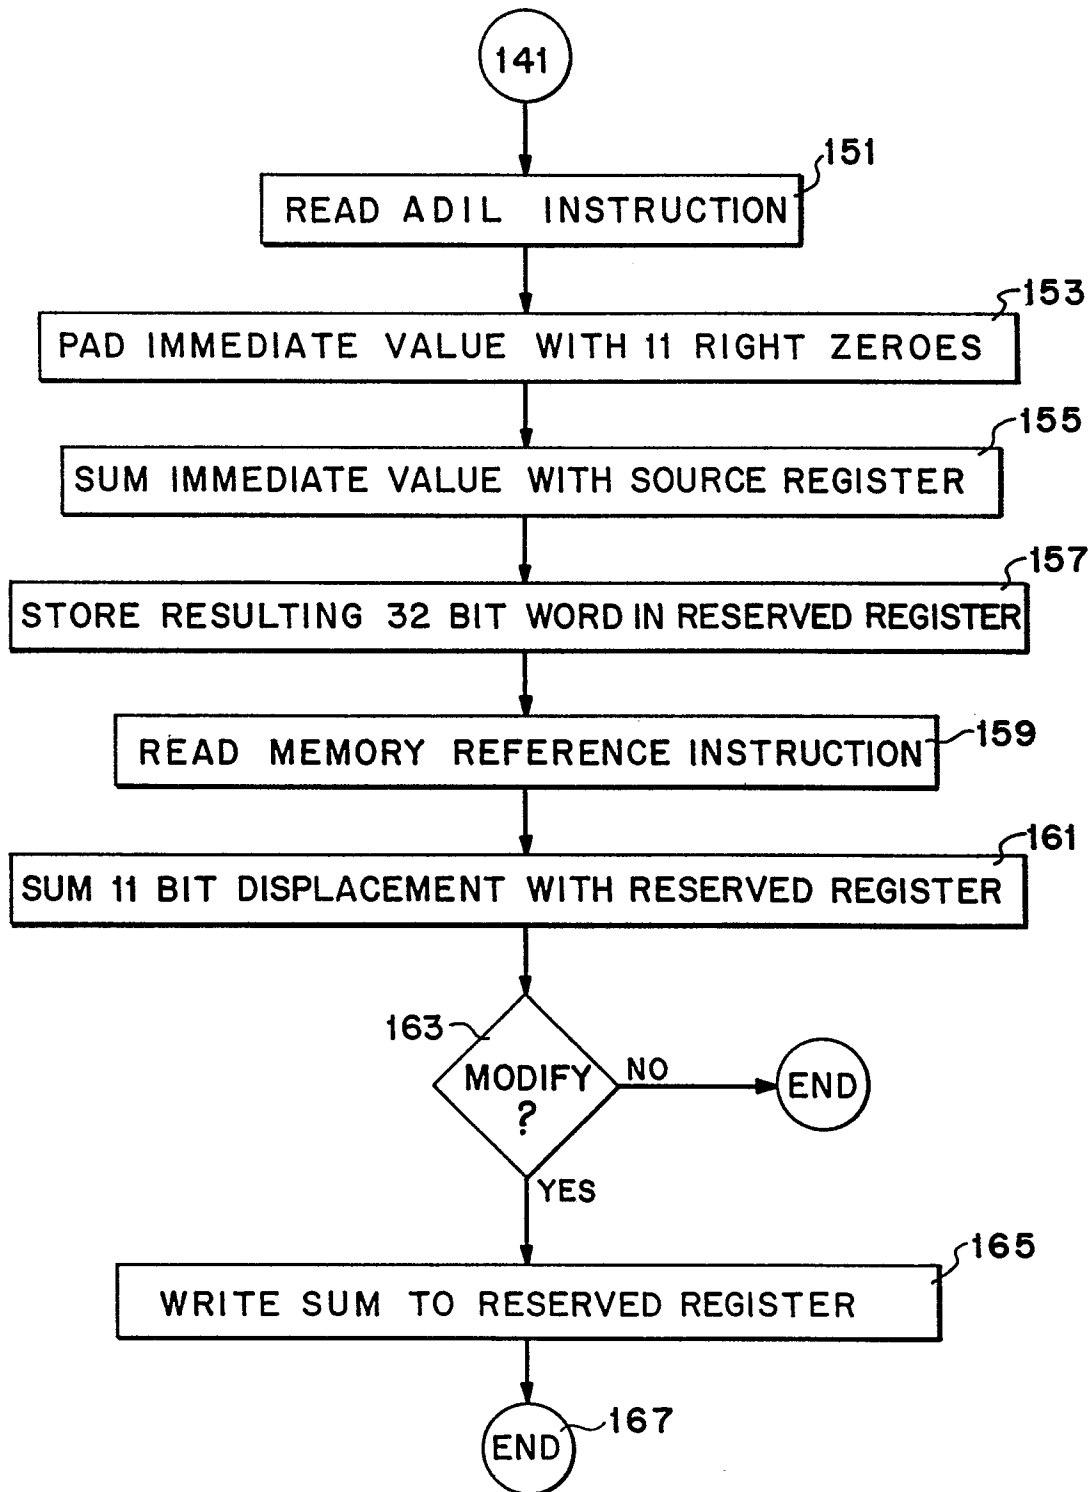 141
151
READ ADIL INSTRUCTION
153
PAD IMMEDIATE VALUE WITH 11 RIGHT ZEROES
155
SUM IMMEDIATE VALUE WITH SOURCE REGISTER
157
STORE RESULTING 32 BIT WORD IN RESERVED REGISTER
159
READ MEMORY REFERENCE INSTRUCTION
161
SUM 11 BIT DISPLACEMENT WITH RESERVED REGISTER
163
MODIFY
?
NO
END
YES
165
WRITE SUM TO RESERVED REGISTER
167
END